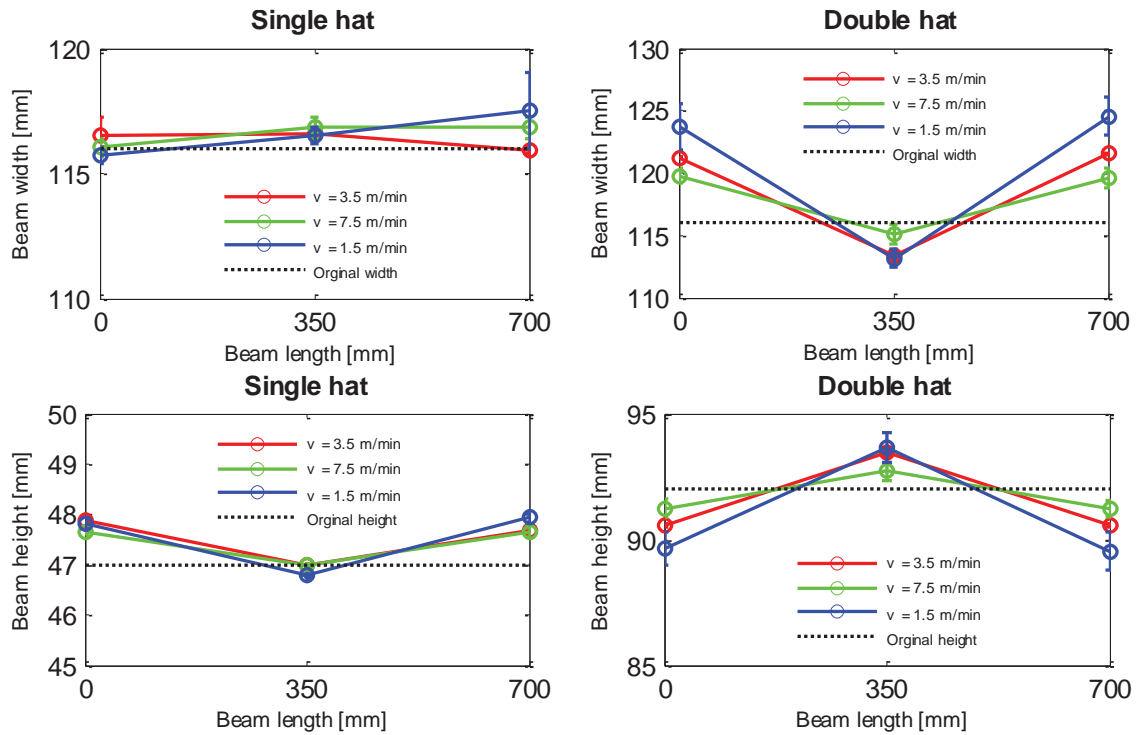 Single hat
120
115
110
Beam width [mm]
v = 3.5 m/min
v = 7.5 m/min
v = 1.5 m/min
Orginal width
0 350 700
Beam length [mm]
Double hat
130
125
120
115
110
Beam width [mm]
v = 3.5 m/min
v = 7.5 m/min
v = 1.5 m/min
Orginal width
0 350 700
Beam length [mm]
Single hat
50
49
48
47
46
45
Beam height [mm]
v = 3.5 m/min
v = 7.5 m/min
v = 1.5 m/min
Orginal height
0 350 700
Beam length [mm]
Double hat
95
90
85
Beam height [mm]
v = 3.5 m/min
v = 7.5 m/min
v = 1.5 m/min
Orginal height
0 350 700
Beam length [mm]